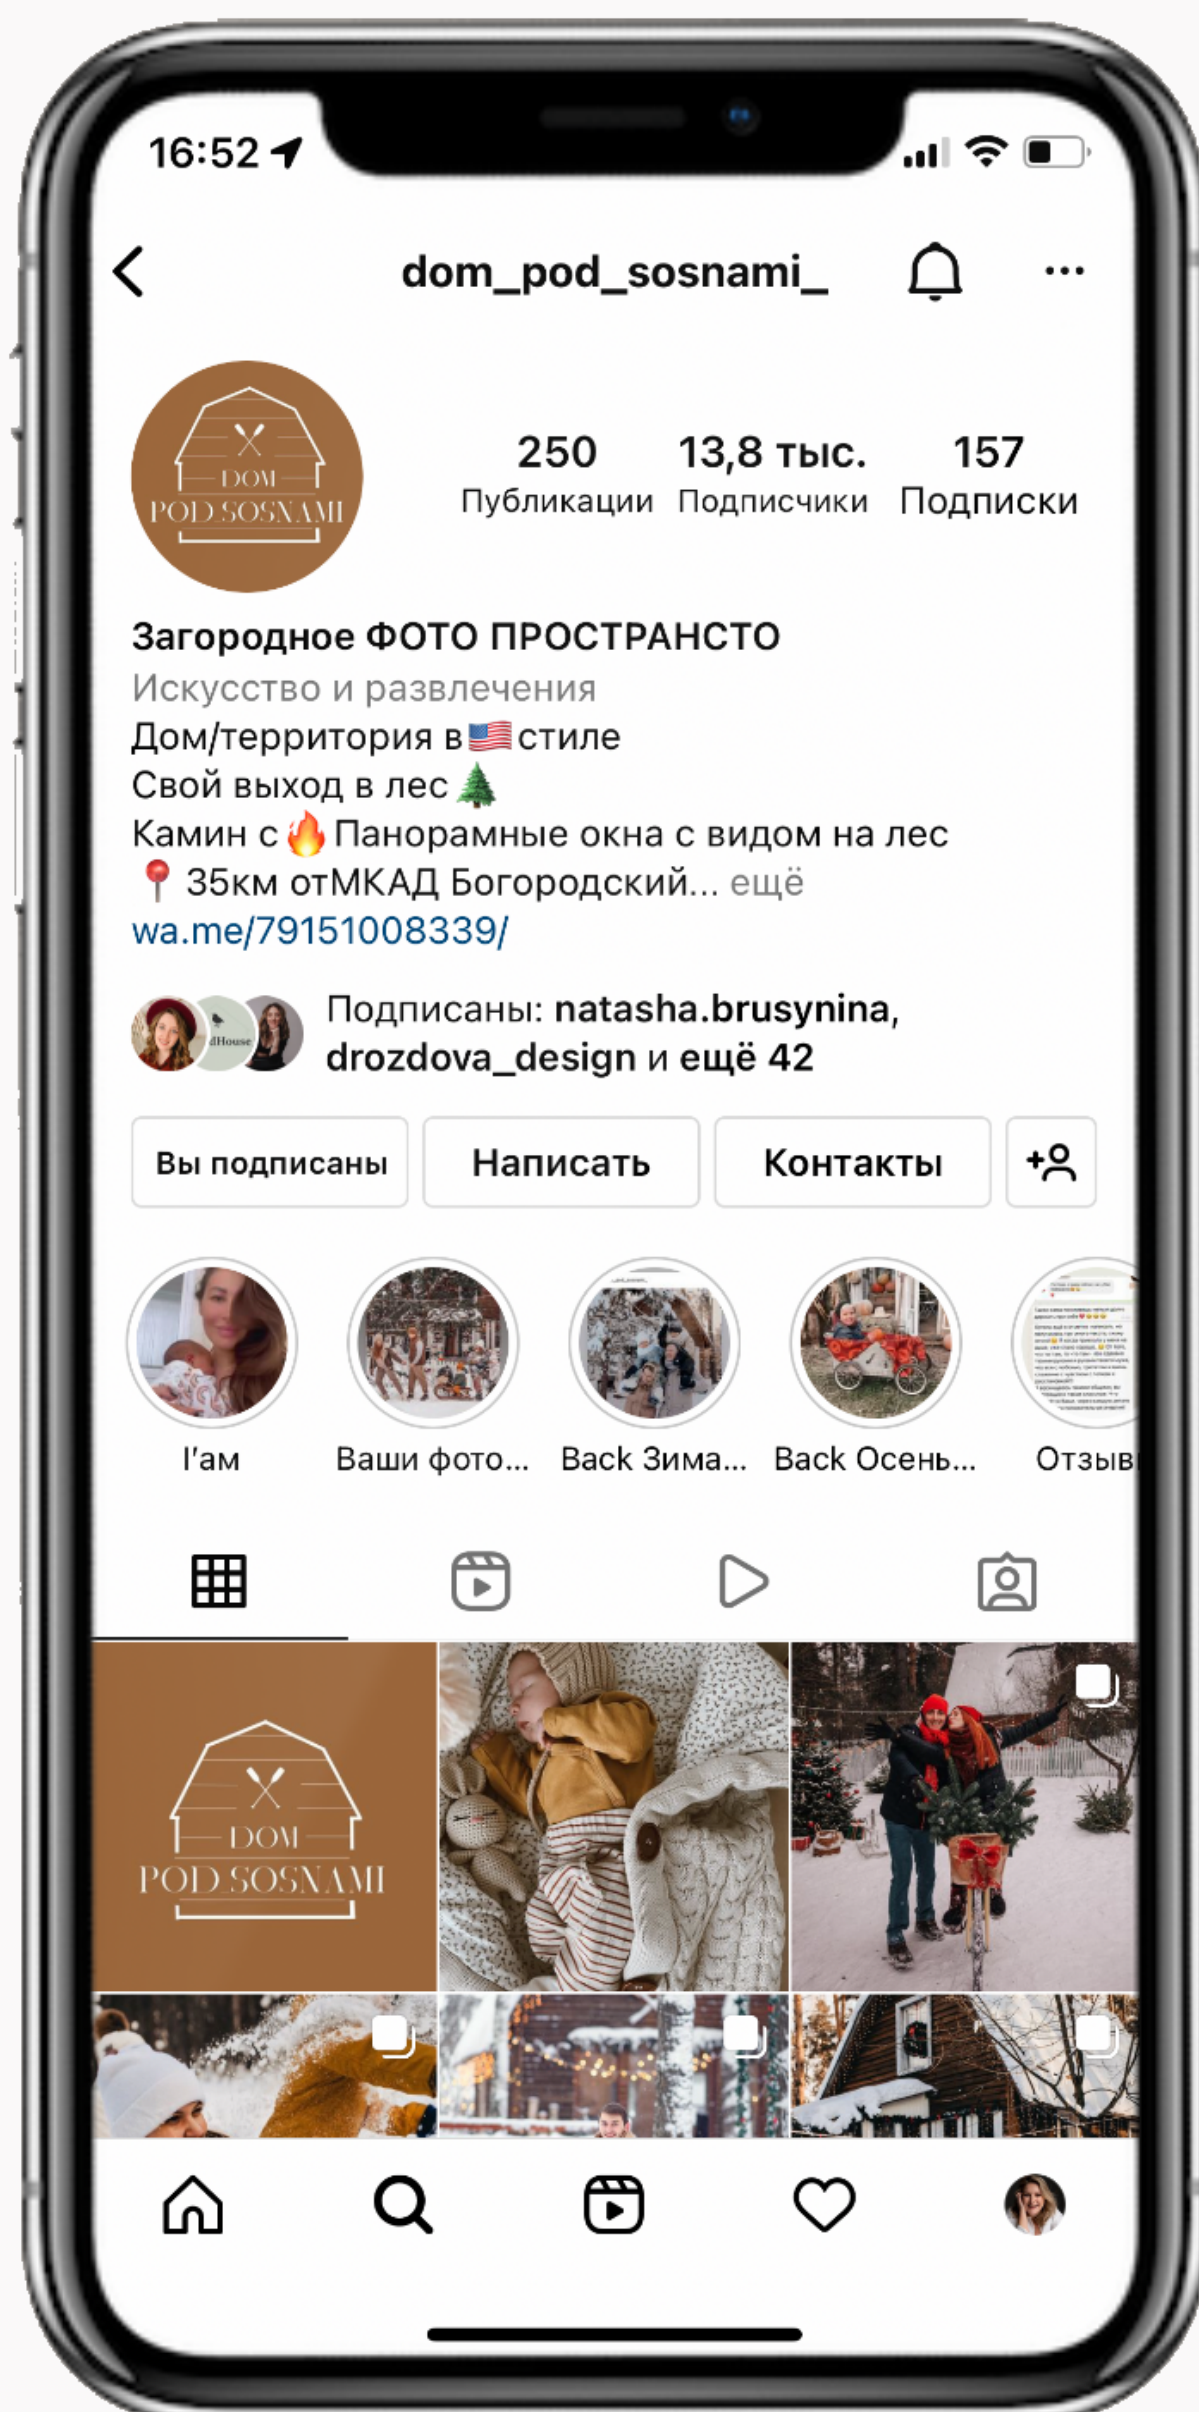 16:52
dom_pod_sosnami_
DOM
POD SOSNAMI
250 13,8 тыс. 157
Публикации Подписчики Подписки
Загородное ФОТО ПРОСТРАНСТО
Искусство и развлечения
Дом/территория в🇺🇸стиле
Свой выход в лес🌲
Камин с🔥Панорамные окна с видом на лес
📍 35км отМКАД Богородский... ещё
wa.me/79151008339/
dHouse
Подписаны: natasha.brusynina,
drozdova_design и ещё 42
Вы подписаны Написать Контакты
I'am Ваши фото... Back Зима... Back Осень... Отзыв
DOM
POD SOSNAMI